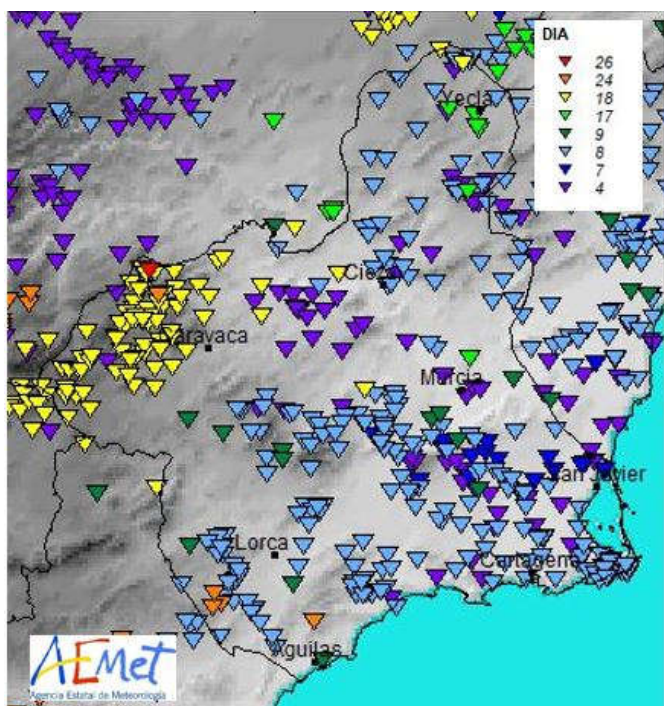 DIA
26
24
18
17
9
8
7
4
Yecla
Cieza
Caravaca
Murcia
San Javier
Lorca
Cartagena
Aguilas
AEMet
Agencia Estatal de Meteorología